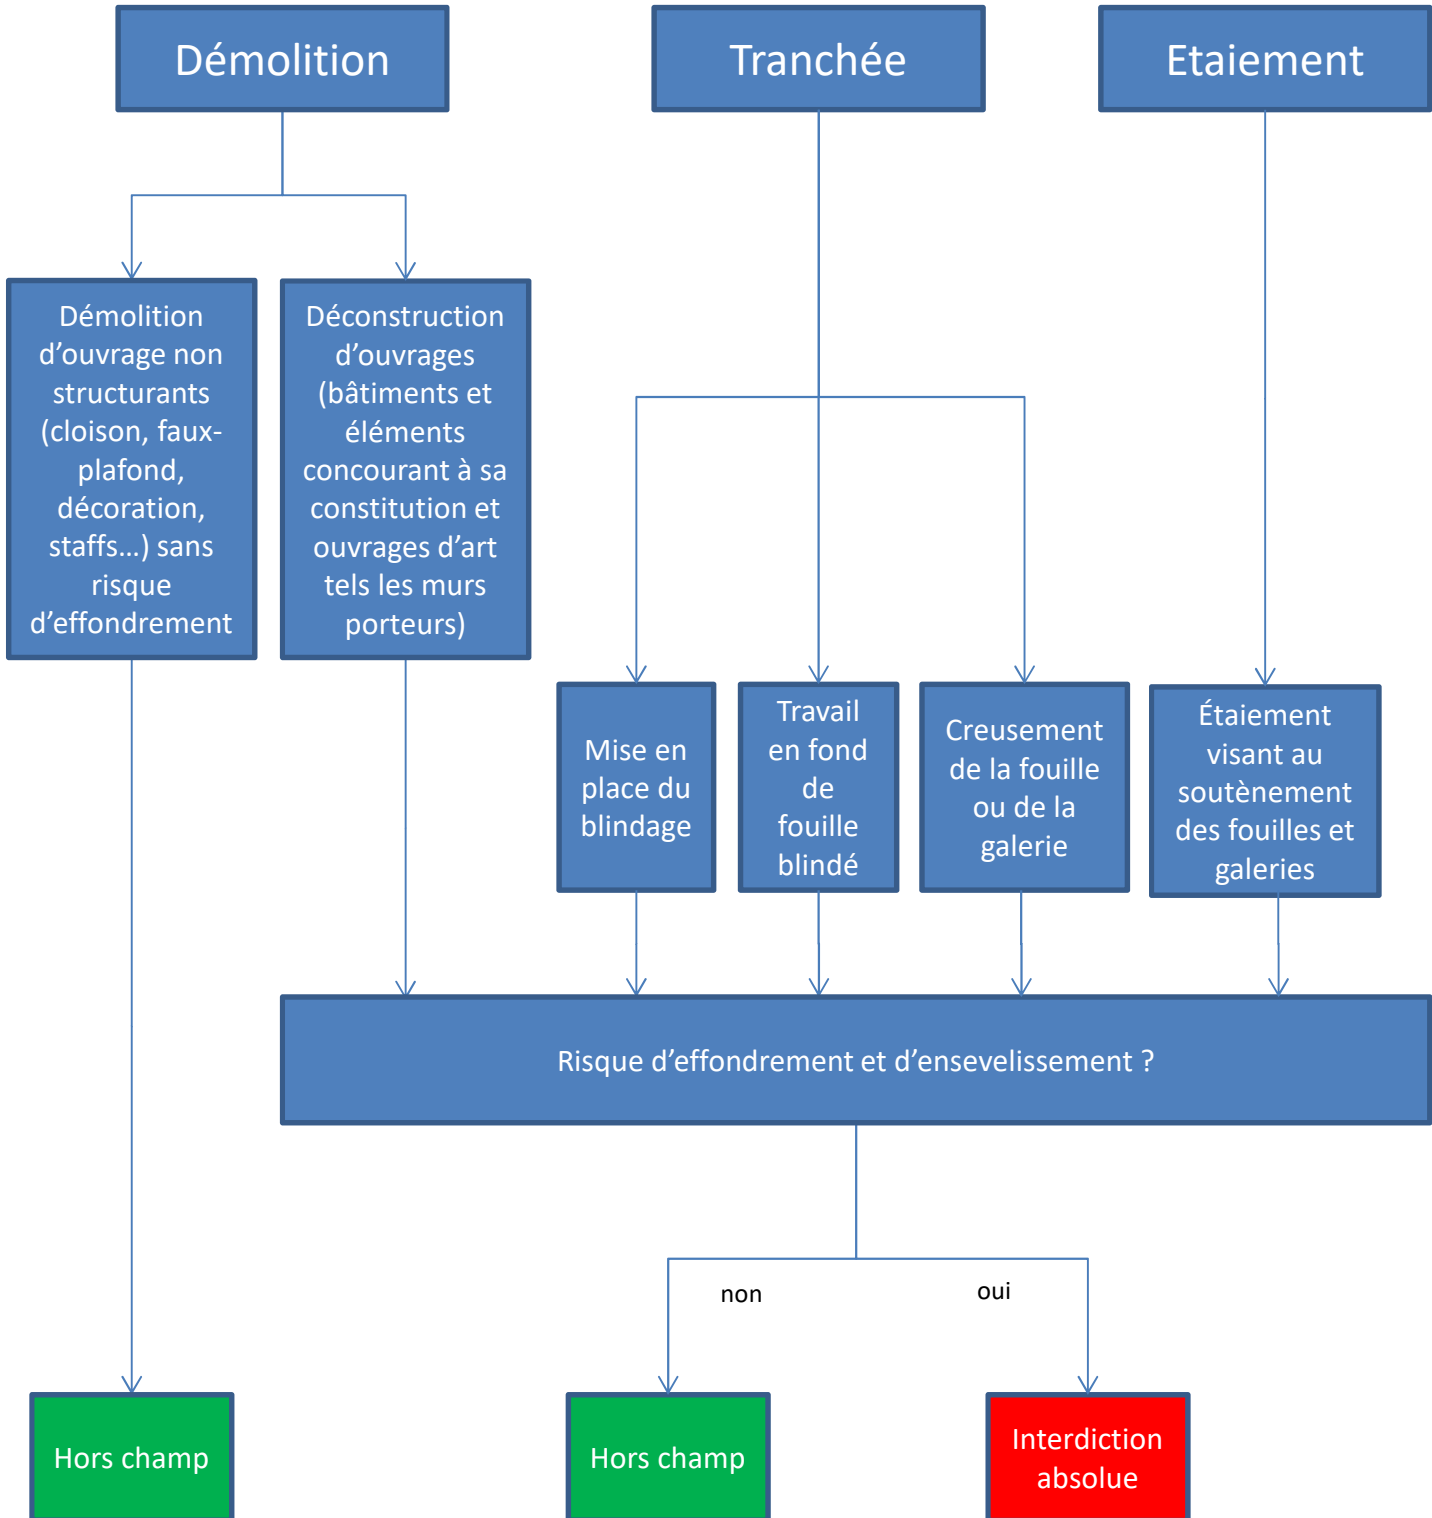 Démolition
Tranchée
Etaiement
Démolition
d’ouvrage non
structurants
(cloison, faux-
plafond,
décoration,
staffs…) sans
risque
d’effondrement
Déconstruction
d’ouvrages
(bâtiments et
éléments
concourant à sa
constitution et
ouvrages d’art
tels les murs
porteurs)
Mise en
place du
blindage
Travail
en fond
de
fouille
blindé
Creusement
de la fouille
ou de la
galerie
Étaiement
visant au
soutènement
des fouilles et
galeries
Risque d’effondrement et d’ensevelissement ?
non
oui
Hors champ
Hors champ
Interdiction
absolue